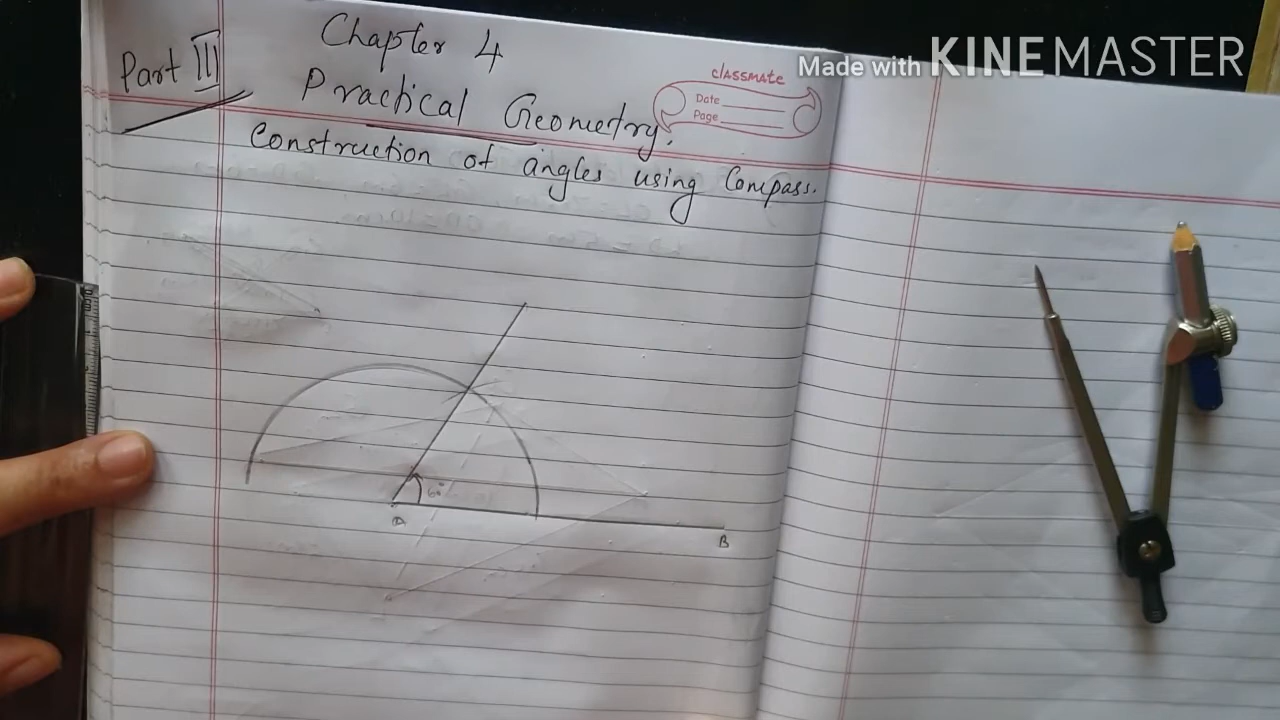 Chapter 4
Part III
Practical Geometry.
Construction of angles using Compass.
classmate
Date
Page
Made with KINEMASTER
60°
B